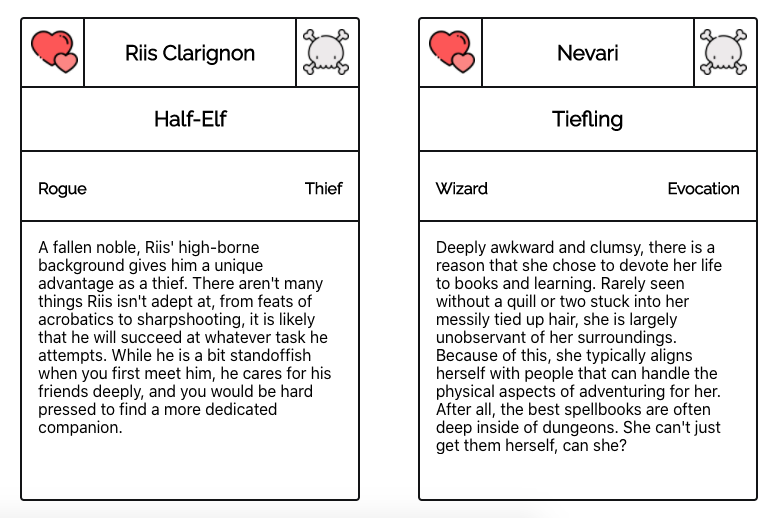 Riis Clarignon
Half-Elf
Rogue
Thief
A fallen noble, Riis' high-borne
background gives him a unique
advantage as a thief. There aren't many
things Riis isn't adept at, from feats of
acrobatics to sharpshooting, it is likely
that he will succeed at whatever task he
attempts. While he is a bit standoffish
when you first meet him, he cares for his
friends deeply, and you would be hard
pressed to find a more dedicated
companion.
Nevari
Tiefling
Wizard
Evocation
Deeply awkward and clumsy, there is a
reason that she chose to devote her life
to books and learning. Rarely seen
without a quill or two stuck into her
messily tied up hair, she is largely
unobservant of her surroundings.
Because of this, she typically aligns
herself with people that can handle the
physical aspects of adventuring for her.
After all, the best spellbooks are often
deep inside of dungeons. She can't just
get them herself, can she?